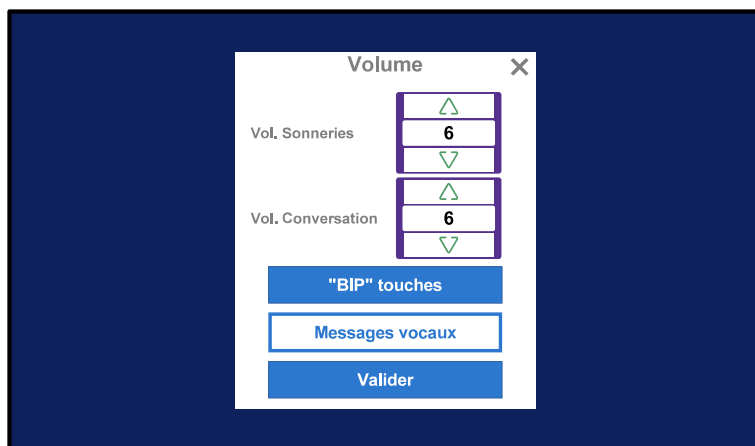 Volume
Vol. Sonneries
6
Vol. Conversation
6
"BIP" touches
Messages vocaux
Valider